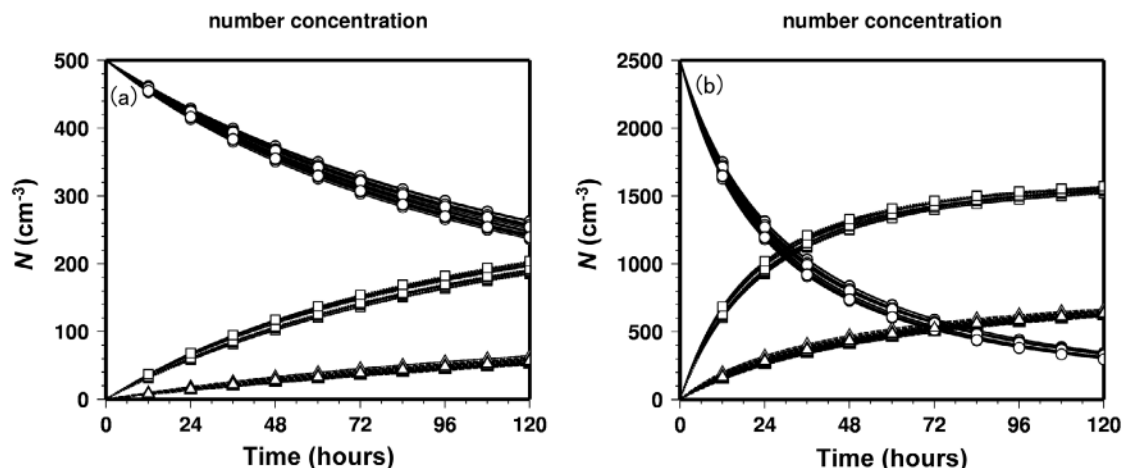 number concentration
500
400
300
200
100
0
N (cm-3)
(a)
0 24 48 72 96 120
Time (hours)
number concentration
2500
2000
1500
1000
500
0
N (cm-3)
(b)
0 24 48 72 96 120
Time (hours)